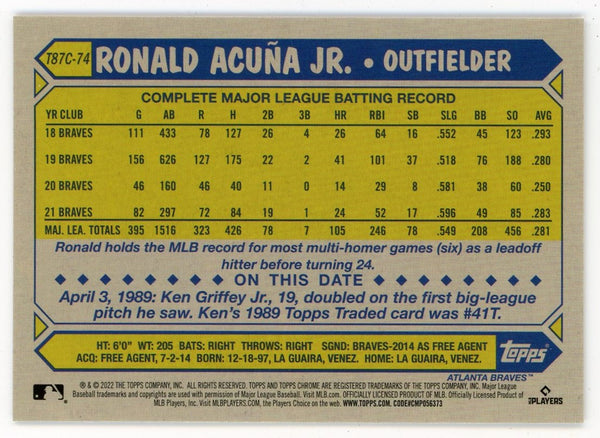 T87C-74
RONALD ACUÑA JR. • OUTFIELDER
COMPLETE MAJOR LEAGUE BATTING RECORD
YR CLUB G AB R H 2B 3B HR RBI SB SLG BB SO AVG
18 BRAVES 111 433 78 127 26 4 26 64 16 .552 45 123 .293
19 BRAVES 156 626 127 175 22 2 41 101 37 .518 76 188 .280
20 BRAVES 46 160 46 40 11 0 14 29 8 .581 38 60 .250
21 BRAVES 82 297 72 84 19 1 24 52 17 .596 49 85 .283
MAJ. LEA. TOTALS 395 1516 323 426 78 7 105 246 78 .549 208 456 .281
Ronald holds the MLB record for most multi-homer games (six) as a leadoff
hitter before turning 24.
ON THIS DATE
April 3, 1989: Ken Griffey Jr., 19, doubled on the first big-league
pitch he saw. Ken's 1989 Topps Traded card was #41T.
HT: 6'0" WT: 205 BATS: RIGHT THROWS: RIGHT SGND: BRAVES-2014 AS FREE AGENT
ACQ: FREE AGENT, 7-2-14 BORN: 12-18-97, LA GUAIRA, VENEZ. HOME: LA GUAIRA, VENEZ.
topps
ATLANTA BRAVES™
® & © 2022 THE TOPPS COMPANY, INC. ALL RIGHTS RESERVED. TOPPS AND TOPPS CHROME ARE REGISTERED TRADEMARKS OF THE TOPPS COMPANY, INC. Major League
Baseball trademarks and copyrights are used with permission of Major League Baseball. Visit MLB.com. OFFICIALLY LICENSED PRODUCT OF MLB PLAYERS, INC. Official Licensed Product of
MLB Players, Inc. Visit MLBPLAYERS.com, the Players Choice on the web. WWW.TOPPS.COM. CODE#CMP056373
PLAYERS